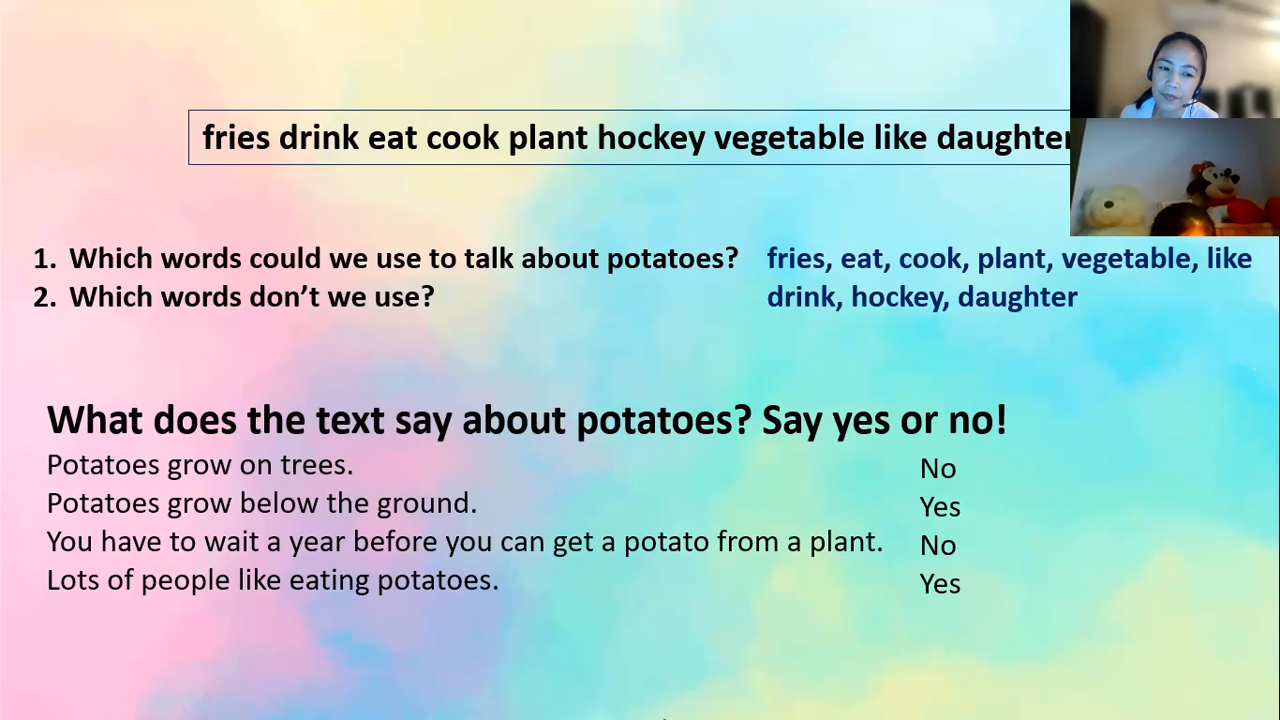 fries drink eat cook plant hockey vegetable like daughter
1. Which words could we use to talk about potatoes? fries, eat, cook, plant, vegetable, like
2. Which words don't we use? drink, hockey, daughter
What does the text say about potatoes? Say yes or no!
Potatoes grow on trees. No
Potatoes grow below the ground. Yes
You have to wait a year before you can get a potato from a plant. No
Lots of people like eating potatoes. Yes